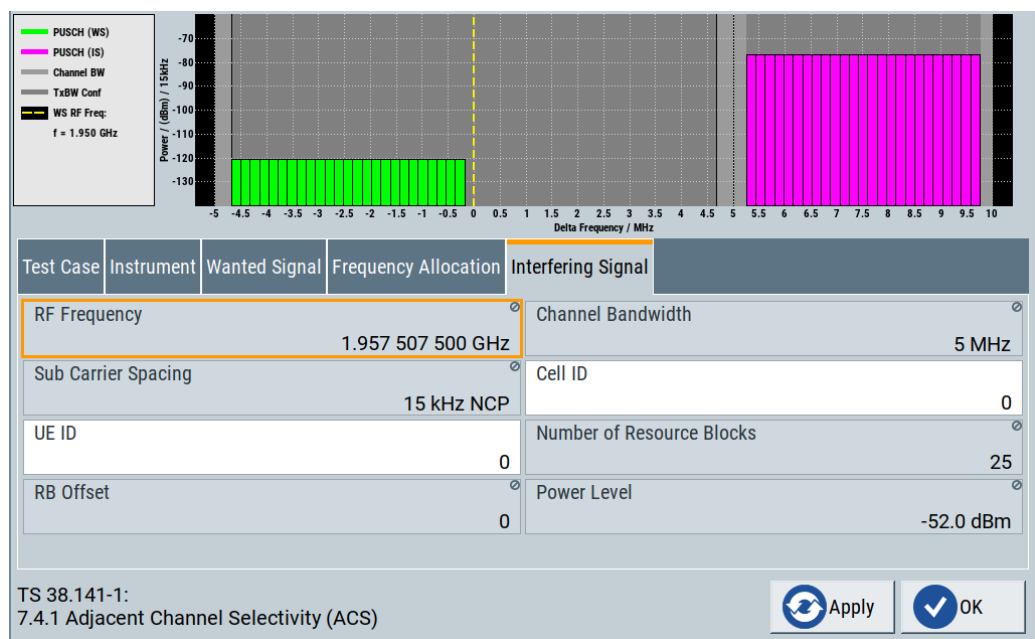 PUSCH (WS)
PUSCH (IS)
Channel BW
TxBW Conf
WS RF Freq:
f = 1.950 GHz
Power / (dBm) / 15kHz
-70
-80
-90
-100
-110
-120
-130
-5 -4.5 -4 -3.5 -3 -2.5 -2 -1.5 -1 -0.5 0 0.5 1 1.5 2 2.5 3 3.5 4 4.5 5 5.5 6 6.5 7 7.5 8 8.5 9 9.5 10
Delta Frequency / MHz
Test Case Instrument Wanted Signal Frequency Allocation Interfering Signal
RF Frequency
1.957 507 500 GHz
Channel Bandwidth
5 MHz
Sub Carrier Spacing
15 kHz NCP
Cell ID
0
UE ID
0
Number of Resource Blocks
25
RB Offset
0
Power Level
-52.0 dBm
TS 38.141-1:
7.4.1 Adjacent Channel Selectivity (ACS)
Apply
OK